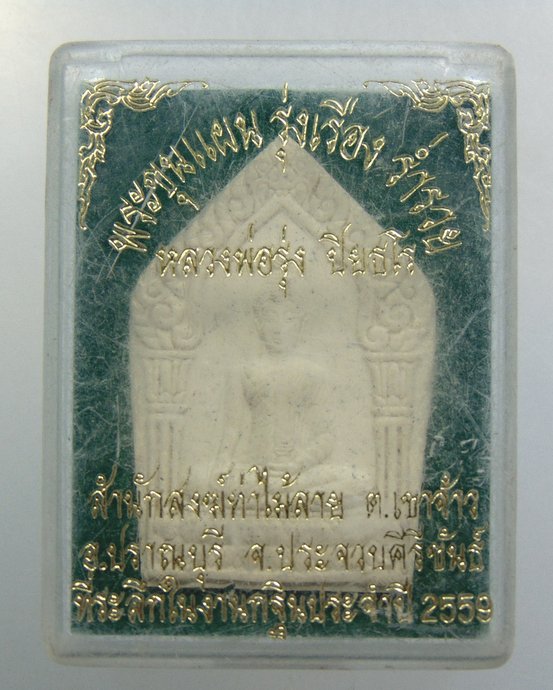 พระขุนแผน รุ่งเรือง ร่ำรวย
หลวงพ่อรุ่ง ปิยธโร
สำนักสงฆ์ท่าไม้ลาย ต.เขาจ้าว
อ.ปราณบุรี จ.ประจวบคีรีขันธ์
ที่ระลึกในงานกฐินประจำปี 2559